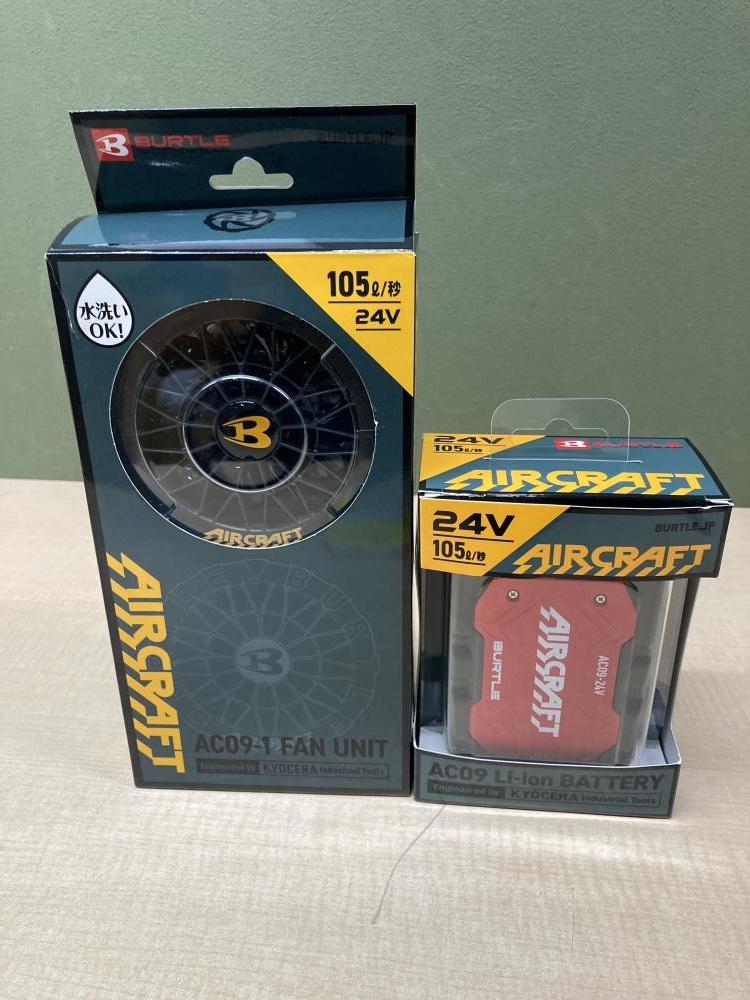 BURTLE
BURTLE.JP
水洗い
OK!
105ℓ/秒
24V
B
AIRCRAFT
AIRCRAFT
B
AC09-1 FAN UNIT
Engineered by KYOCERA Industrial Tools
24V
105ℓ/秒
BURTLE
AIRCRAFT
24V
105ℓ/秒
BURTLE.JP
AIRCRAFT
BURTLE
AIRCRAFT
AC09-24V
AC09 Li-ion BATTERY
Engineered by KYOCERA Industrial Tools